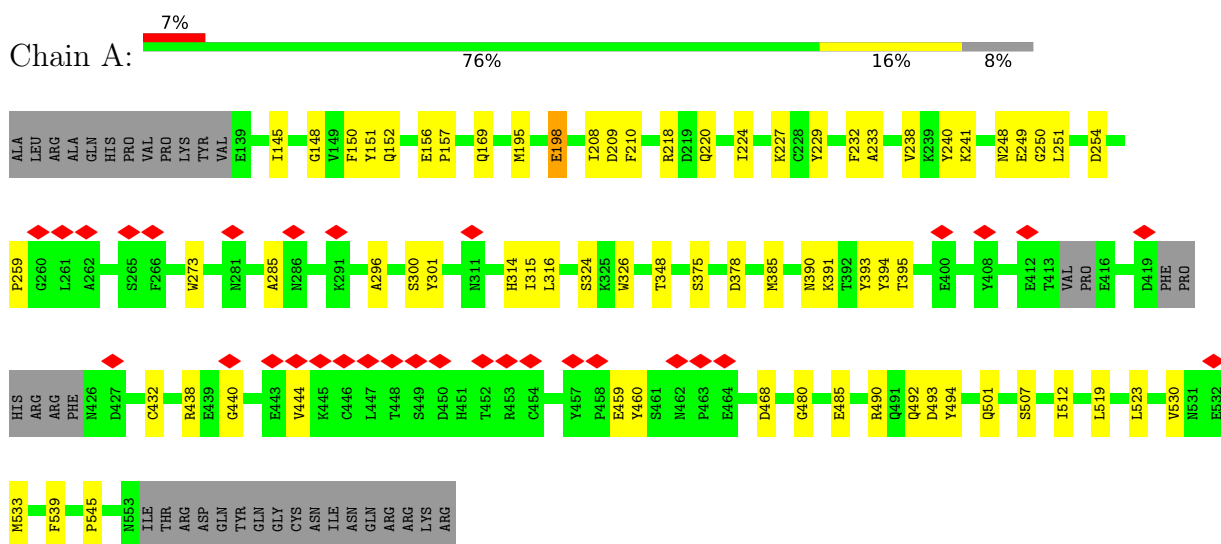 7%
Chain A:
76% 16% 8%
ALA LEU ARG ALA GLN HIS PRO VAL PRO LYS TYR VAL E139 I145 G148 V149 F150 Y151 Q152 E156 P157 Q169 M195 E198 I208 D209 F210 R218 D219 Q220 I224 K227 C228 Y229 F232 A233 V238 K239 Y240 K241 N248 E249 G250 L251 D254
P259 G260 L261 A262 S265 F266 W273 N281 A285 N286 K291 A296 S300 Y301 N311 H314 I315 L316 S324 K325 W326 T348 S375 D378 M385 N390 K391 T392 Y393 Y394 T395 E400 Y408 E412 T413 VAL PRO E416 D419 PHE PRO
HIS ARG ARG PHE N426 D427 C432 R438 E439 G440 E443 V444 K445 C446 L447 T448 S449 D450 H451 T452 R453 C454 Y457 P458 E459 Y460 S461 N462 P463 E464 D468 G480 E485 R490 Q491 Q492 D493 Y494 Q501 S507 I512 L519 L523 V530 N531 E532
M533 F539 P545 N553 ILE THR ARG ASP GLN TYR GLN GLY CYS ASN ILE ASN GLN ARG ARG LYS ARG